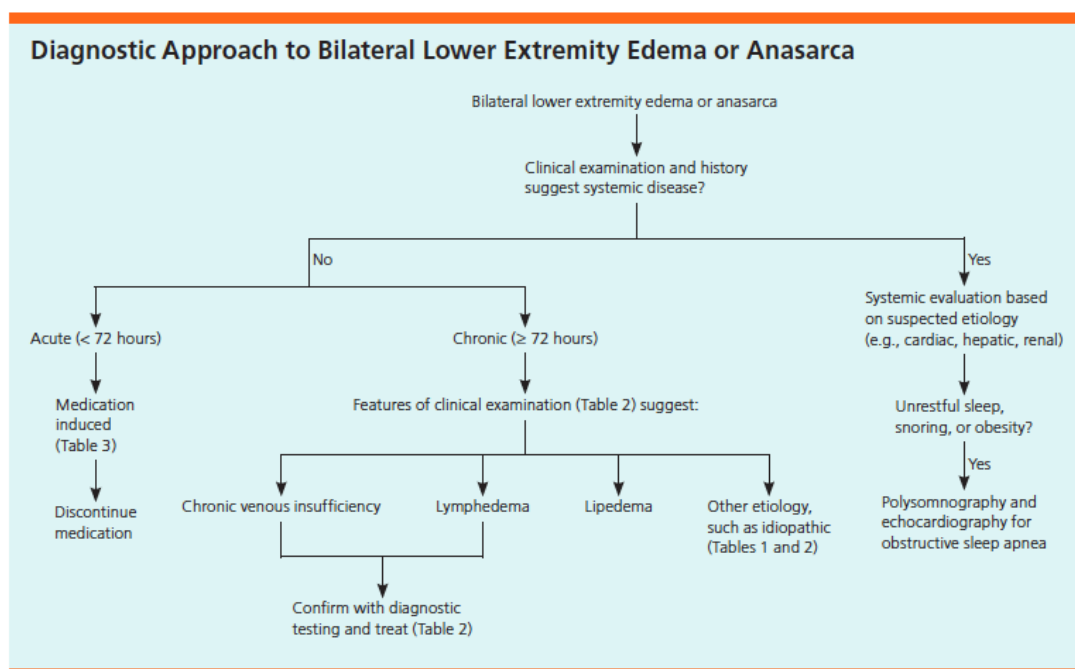 Diagnostic Approach to Bilateral Lower Extremity Edema or Anasarca
Bilateral lower extremity edema or anasarca
Clinical examination and history
suggest systemic disease?
No
Yes
Acute (< 72 hours)
Chronic (≥ 72 hours)
Systemic evaluation based
on suspected etiology
(e.g., cardiac, hepatic, renal)
Medication
induced
(Table 3)
Features of clinical examination (Table 2) suggest:
Unrestful sleep,
snoring, or obesity?
Yes
Discontinue
medication
Chronic venous insufficiency
Lymphedema
Lipedema
Other etiology,
such as idiopathic
(Tables 1 and 2)
Polysomnography and
echocardiography for
obstructive sleep apnea
Confirm with diagnostic
testing and treat (Table 2)